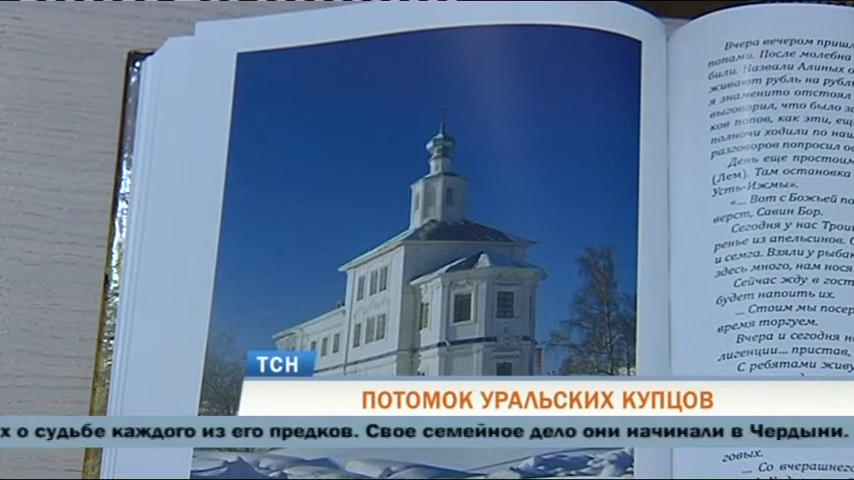 Вчера вечером пришл
попами. После молебна
били. Назвали Алиных о
живают рубль на рубл
я знаменито отстоял
выговорил, что было за
ков попов, как эти, ещ
полночи ходили по наш
разговоров попросил ос
День еще простоим
(Лем). Там остановка
Усть-Ижмы».
«... Вот с Божьей по
верст, Савин Бор.
Сегодня у нас Трои
ренье из апельсинов. С
и семга. Взяли у рыбак
здесь много, нам нося
Сейчас жду в гост
будет напоить их.
... Стоим мы посер
время торгуем.
Вчера и сегодня на
лигенции... пристав,
С ребятами живу
ТСН
ПОТОМОК УРАЛЬСКИХ КУПЦОВ
х о судьбе каждого из его предков. Свое семейное дело они начинали в Чердыни.
говых.
... Со вчерашнего